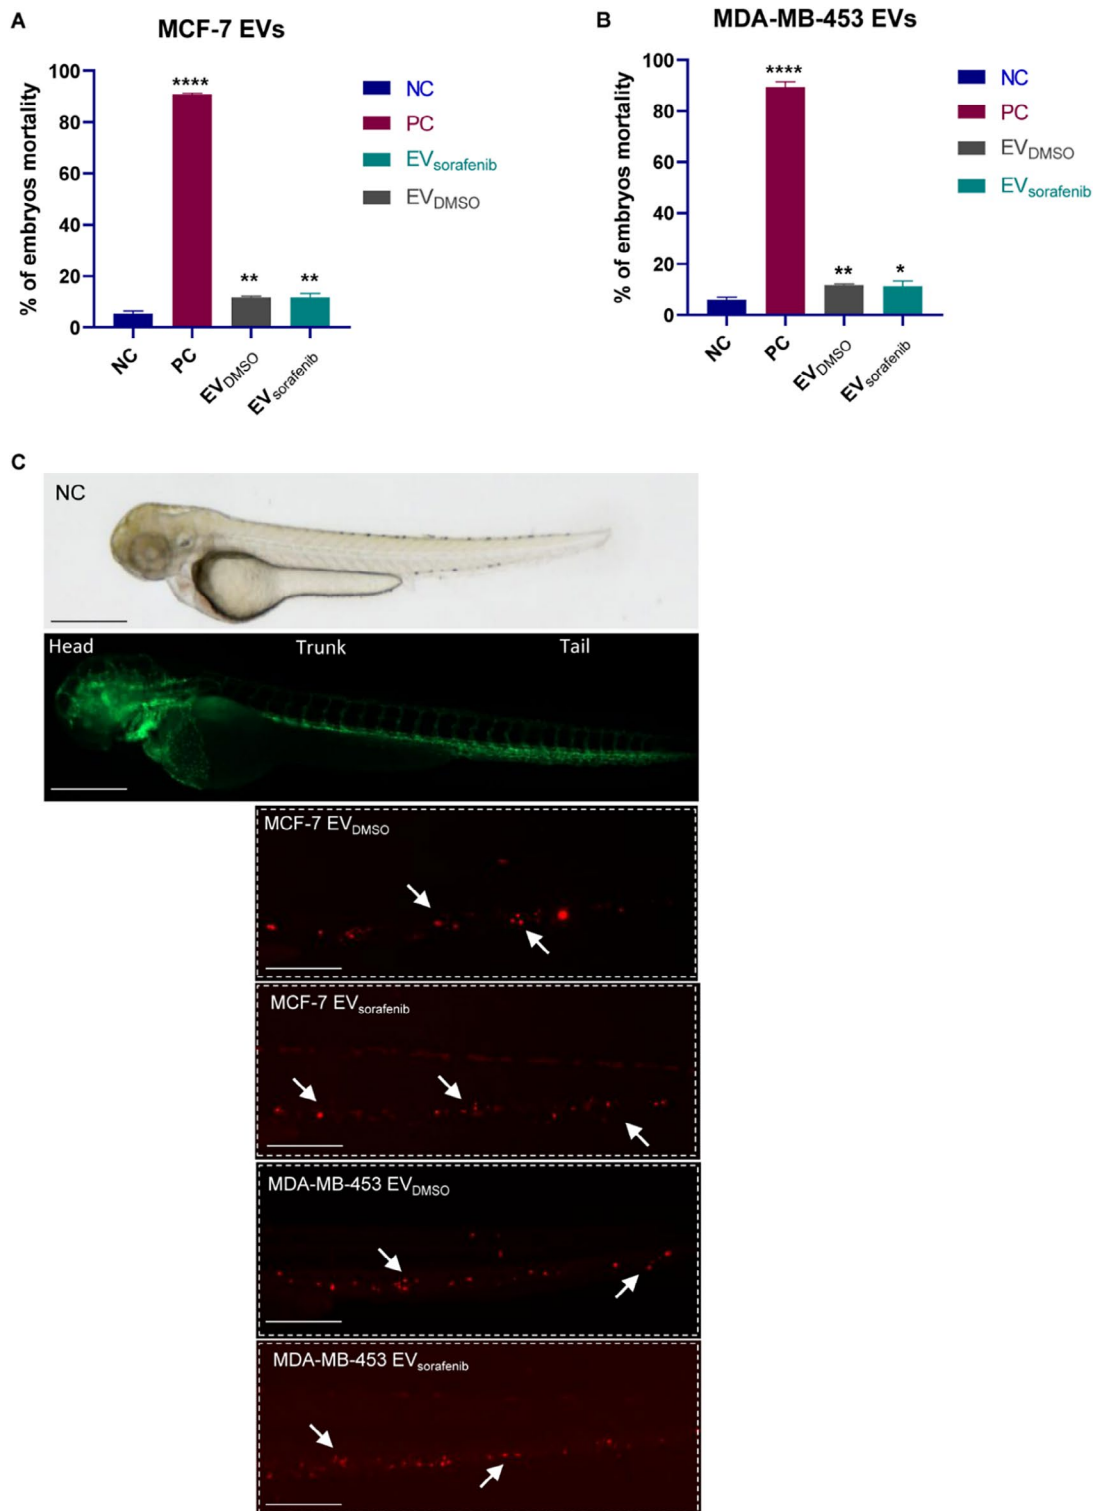 A
MCF-7 EVs
% of embryos mortality
100
80
60
40
20
0
****
**
**
NC
PC
EVDMSO
EVsorafenib
NC
PC
EVsorafenib
EVDMSO
B
MDA-MB-453 EVs
% of embryos mortality
100
80
60
40
20
0
****
**
*
NC
PC
EVDMSO
EVsorafenib
NC
PC
EVDMSO
EVsorafenib
C
NC
Head Trunk Tail
MCF-7 EVDMSO
MCF-7 EVsorafenib
MDA-MB-453 EVDMSO
MDA-MB-453 EVsorafenib